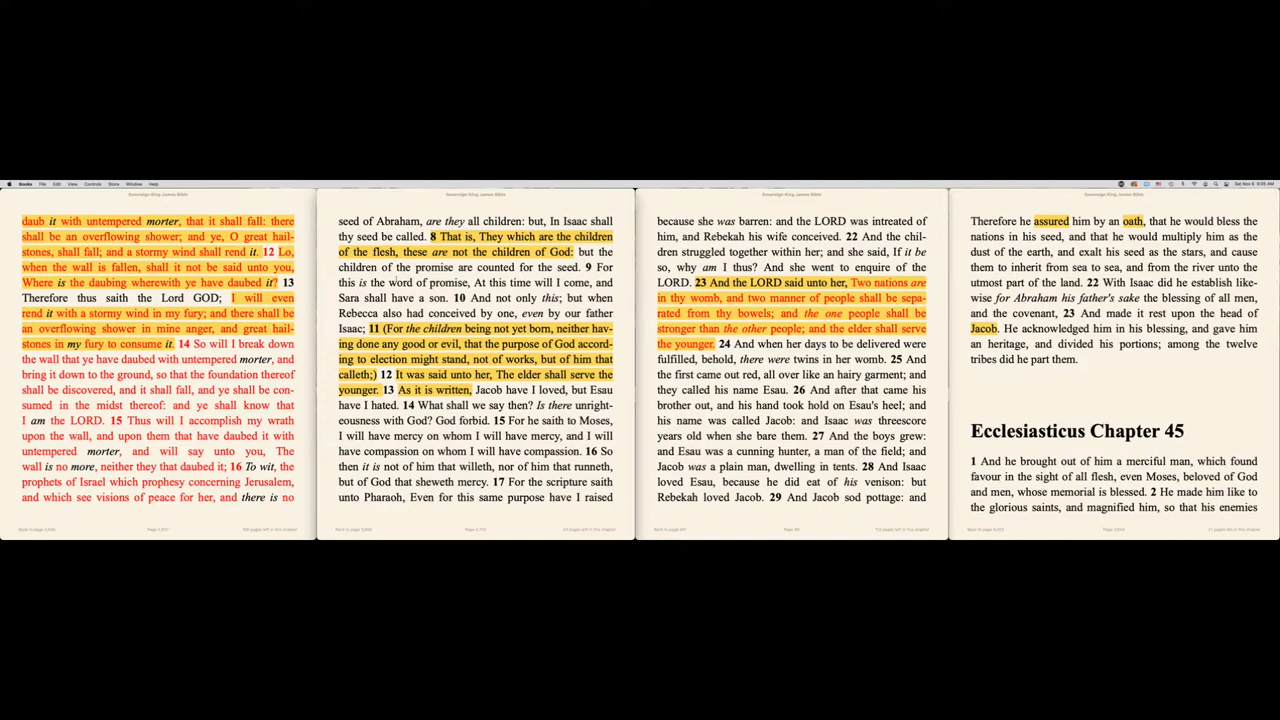 Books File Edit View Controls Store Window Help
Sat Nov 6 9:05 AM
Sovereign King James Bible
daub it with untempered morter, that it shall fall: there
shall be an overflowing shower; and ye, O great hail-
stones, shall fall; and a stormy wind shall rend it. 12 Lo,
when the wall is fallen, shall it not be said unto you,
Where is the daubing wherewith ye have daubed it? 13
Therefore thus saith the Lord GOD; I will even
rend it with a stormy wind in my fury; and there shall be
an overflowing shower in mine anger, and great hail-
stones in my fury to consume it. 14 So will I break down
the wall that ye have daubed with untempered morter, and
bring it down to the ground, so that the foundation thereof
shall be discovered, and it shall fall, and ye shall be con-
sumed in the midst thereof: and ye shall know that
I am the LORD. 15 Thus will I accomplish my wrath
upon the wall, and upon them that have daubed it with
untempered morter, and will say unto you, The
wall is no more, neither they that daubed it; 16 To wit, the
prophets of Israel which prophesy concerning Jerusalem,
and which see visions of peace for her, and there is no
Sovereign King James Bible
seed of Abraham, are they all children: but, In Isaac shall
thy seed be called. 8 That is, They which are the children
of the flesh, these are not the children of God: but the
children of the promise are counted for the seed. 9 For
this is the word of promise, At this time will I come, and
Sara shall have a son. 10 And not only this; but when
Rebecca also had conceived by one, even by our father
Isaac; 11 (For the children being not yet born, neither hav-
ing done any good or evil, that the purpose of God accord-
ing to election might stand, not of works, but of him that
calleth;) 12 It was said unto her, The elder shall serve the
younger. 13 As it is written, Jacob have I loved, but Esau
have I hated. 14 What shall we say then? Is there unright-
eousness with God? God forbid. 15 For he saith to Moses,
I will have mercy on whom I will have mercy, and I will
have compassion on whom I will have compassion. 16 So
then it is not of him that willeth, nor of him that runneth,
but of God that sheweth mercy. 17 For the scripture saith
unto Pharaoh, Even for this same purpose have I raised
Sovereign King James Bible
because she was barren: and the LORD was intreated of
him, and Rebekah his wife conceived. 22 And the chil-
dren struggled together within her; and she said, If it be
so, why am I thus? And she went to enquire of the
LORD. 23 And the LORD said unto her, Two nations are
in thy womb, and two manner of people shall be sepa-
rated from thy bowels; and the one people shall be
stronger than the other people; and the elder shall serve
the younger. 24 And when her days to be delivered were
fulfilled, behold, there were twins in her womb. 25 And
the first came out red, all over like an hairy garment; and
they called his name Esau. 26 And after that came his
brother out, and his hand took hold on Esau's heel; and
his name was called Jacob: and Isaac was threescore
years old when she bare them. 27 And the boys grew:
and Esau was a cunning hunter, a man of the field; and
Jacob was a plain man, dwelling in tents. 28 And Isaac
loved Esau, because he did eat of his venison: but
Rebekah loved Jacob. 29 And Jacob sod pottage: and
Sovereign King James Bible
Therefore he assured him by an oath, that he would bless the
nations in his seed, and that he would multiply him as the
dust of the earth, and exalt his seed as the stars, and cause
them to inherit from sea to sea, and from the river unto the
utmost part of the land. 22 With Isaac did he establish like-
wise for Abraham his father's sake the blessing of all men,
and the covenant, 23 And made it rest upon the head of
Jacob. He acknowledged him in his blessing, and gave him
an heritage, and divided his portions; among the twelve
tribes did he part them.
Ecclesiasticus Chapter 45
1 And he brought out of him a merciful man, which found
favour in the sight of all flesh, even Moses, beloved of God
and men, whose memorial is blessed. 2 He made him like to
the glorious saints, and magnified him, so that his enemies